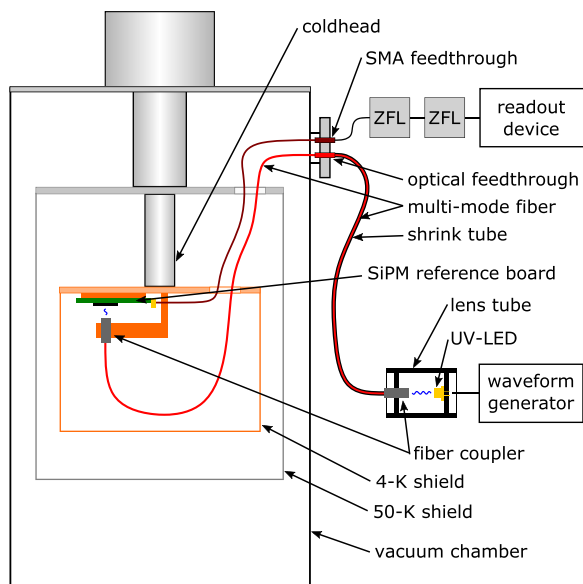 coldhead
SMA feedthrough
ZFL
ZFL
readout
device
optical feedthrough
multi-mode fiber
shrink tube
SiPM reference board
lens tube
UV-LED
waveform
generator
fiber coupler
4-K shield
50-K shield
vacuum chamber